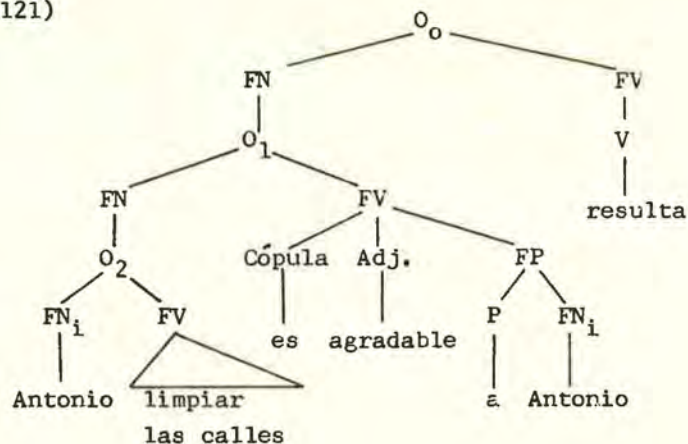 121)
O₀
FN FV
O₁ V
FN FV resulta
O₂ Cópula Adj. FP
FNᵢ FV es agradable P FNᵢ
Antonio limpiar a Antonio
las calles